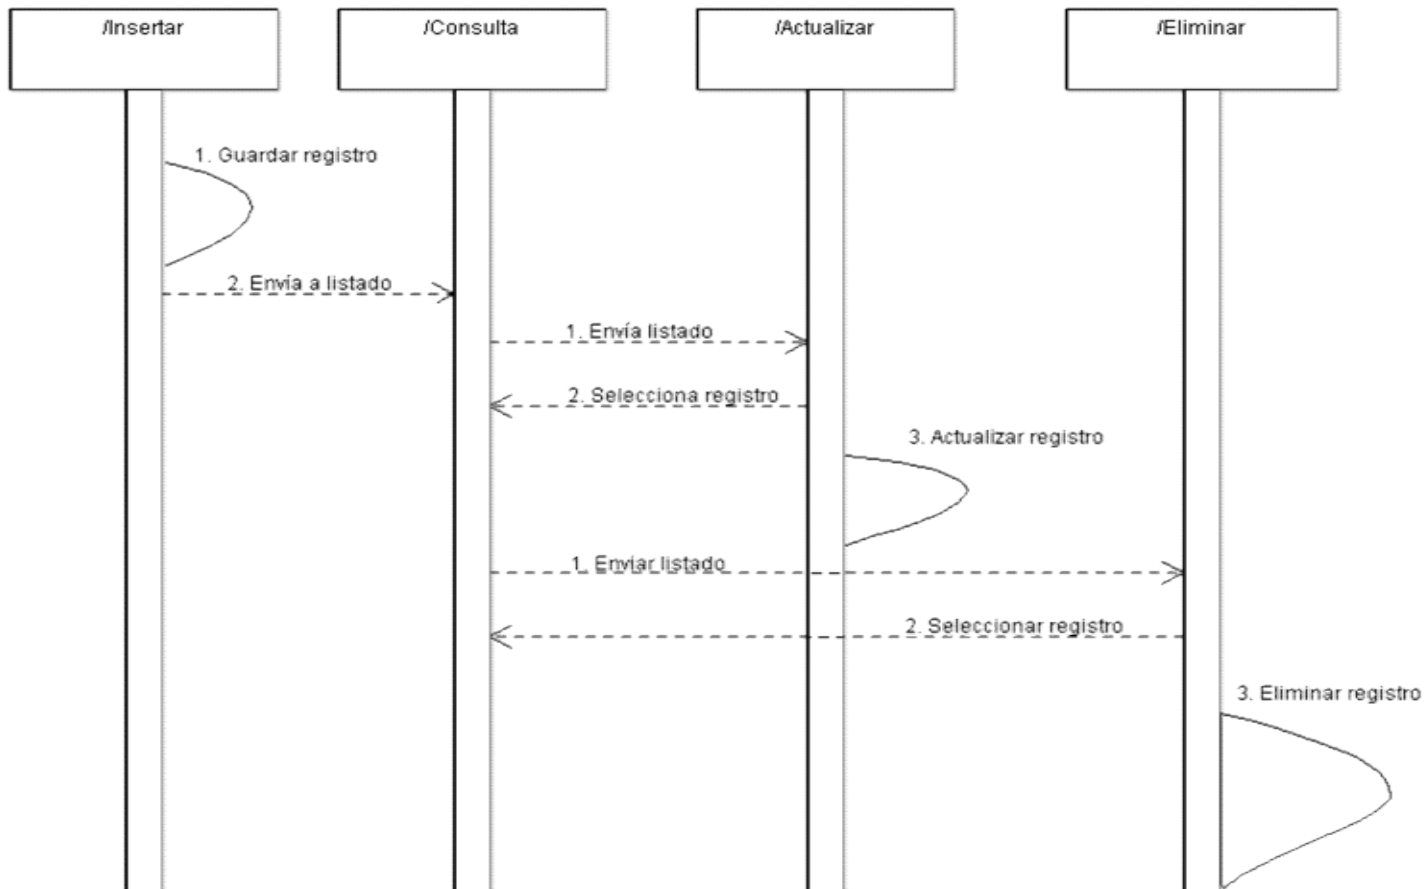 /Insertar
/Consulta
/Actualizar
/Eliminar
1. Guardar registro
2. Envía a listado
1. Envía listado
2. Selecciona registro
3. Actualizar registro
1. Enviar listado
2. Seleccionar registro
3. Eliminar registro